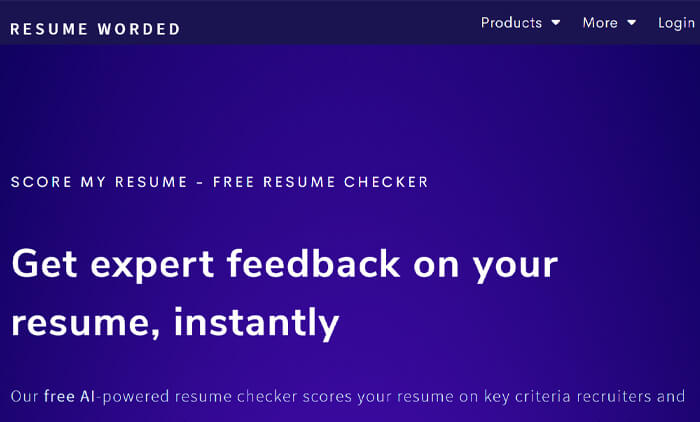 RESUME WORDED
Products More Login
SCORE MY RESUME - FREE RESUME CHECKER
Get expert feedback on your
resume, instantly
Our free AI-powered resume checker scores your resume on key criteria recruiters and